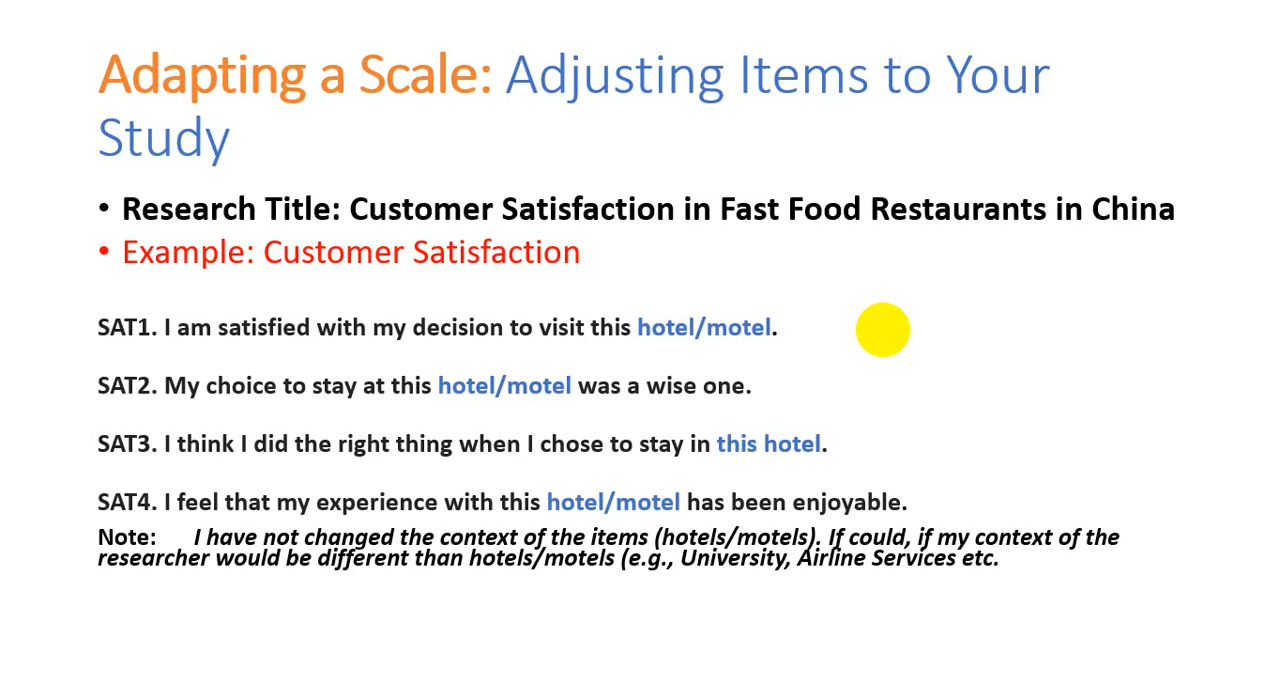 Adapting a Scale: Adjusting Items to Your
Study
• Research Title: Customer Satisfaction in Fast Food Restaurants in China
• Example: Customer Satisfaction
SAT1. I am satisfied with my decision to visit this hotel/motel.
SAT2. My choice to stay at this hotel/motel was a wise one.
SAT3. I think I did the right thing when I chose to stay in this hotel.
SAT4. I feel that my experience with this hotel/motel has been enjoyable.
Note: I have not changed the context of the items (hotels/motels). If could, if my context of the
researcher would be different than hotels/motels (e.g., University, Airline Services etc.